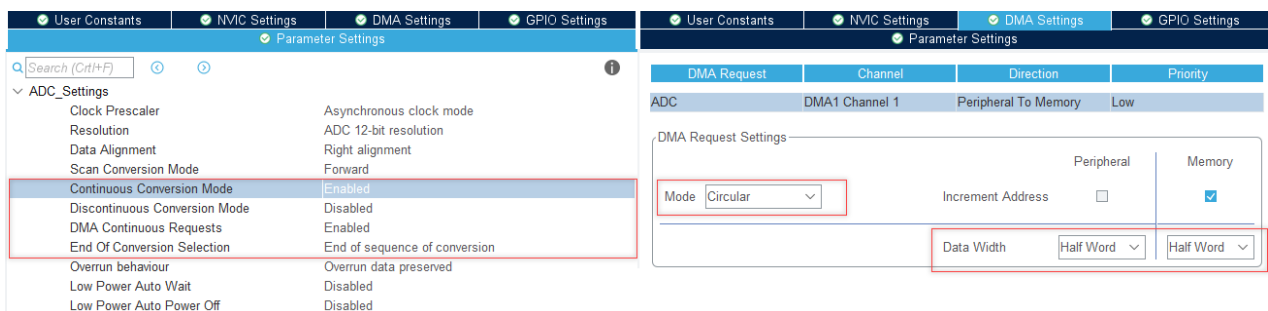 User Constants NVIC Settings DMA Settings GPIO Settings
Parameter Settings
Search (Crtl+F)
ADC_Settings
Clock Prescaler Asynchronous clock mode
Resolution ADC 12-bit resolution
Data Alignment Right alignment
Scan Conversion Mode Forward
Continuous Conversion Mode Enabled
Discontinuous Conversion Mode Disabled
DMA Continuous Requests Enabled
End Of Conversion Selection End of sequence of conversion
Overrun behaviour Overrun data preserved
Low Power Auto Wait Disabled
Low Power Auto Power Off Disabled
User Constants NVIC Settings DMA Settings GPIO Settings
Parameter Settings
DMA Request Channel Direction Priority
ADC DMA1 Channel 1 Peripheral To Memory Low
DMA Request Settings
Peripheral Memory
Mode Circular Increment Address
Data Width Half Word Half Word